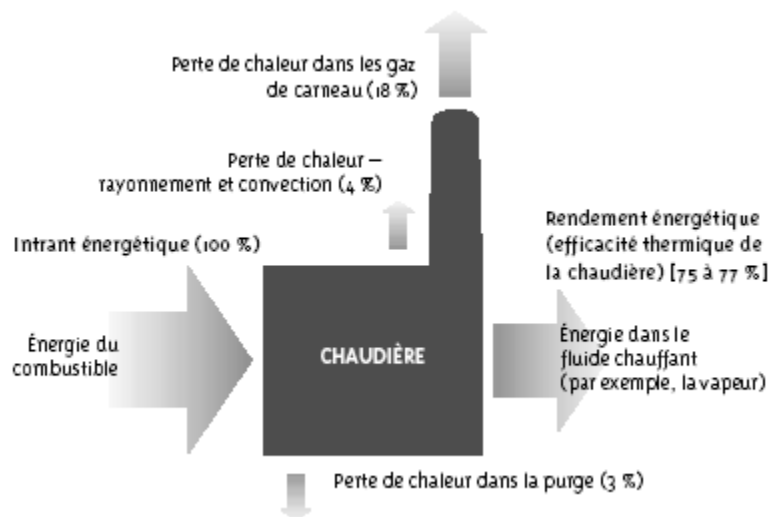 Perte de chaleur dans les gaz
de carneau (18 %)
Perte de chaleur –
rayonnement et convection (4 %)
Intrant énergétique (100 %)
Rendement énergétique
(efficacité thermique de
la chaudière) [75 à 77 %]
Énergie du
combustible
CHAUDIÈRE
Énergie dans le
fluide chauffant
(par exemple, la vapeur)
Perte de chaleur dans la purge (3 %)